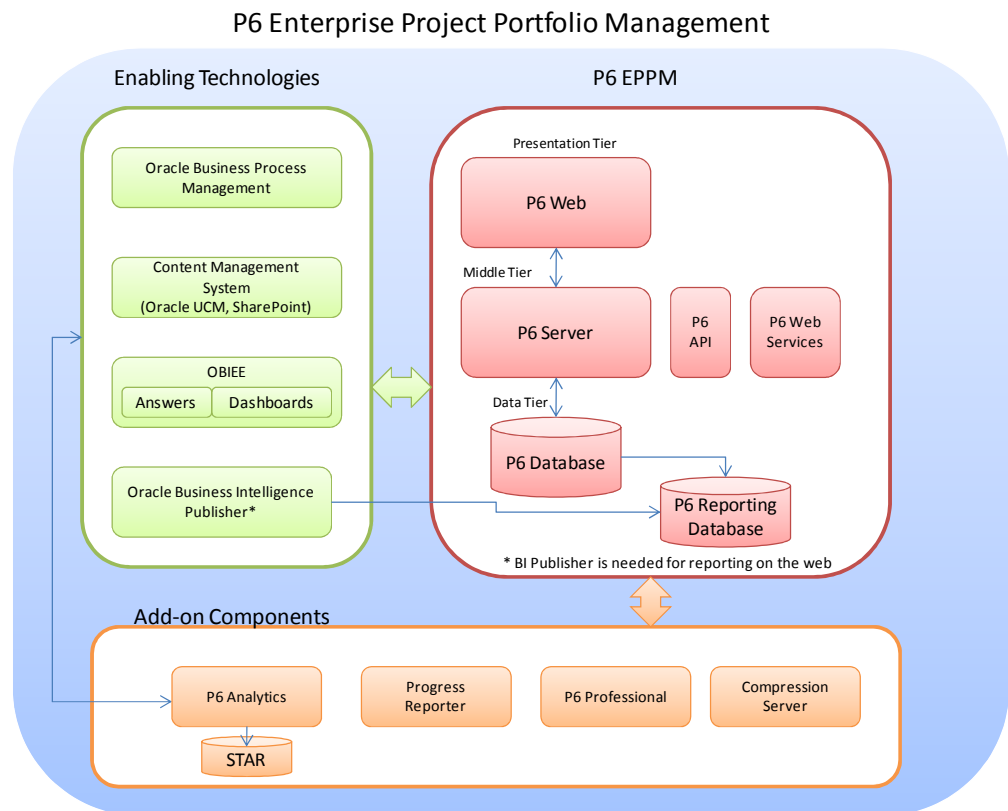 P6 Enterprise Project Portfolio Management
Enabling Technologies
P6 EPPM
Oracle Business Process
Management
Content Management
System
(Oracle UCM, SharePoint)
OBIEE
Answers
Dashboards
Oracle Business Intelligence
Publisher*
Presentation Tier
P6 Web
Middle Tier
P6 Server
P6
API
P6 Web
Services
Data Tier
P6 Database
P6 Reporting
Database
* BI Publisher is needed for reporting on the web
Add-on Components
P6 Analytics
STAR
Progress
Reporter
P6 Professional
Compression
Server